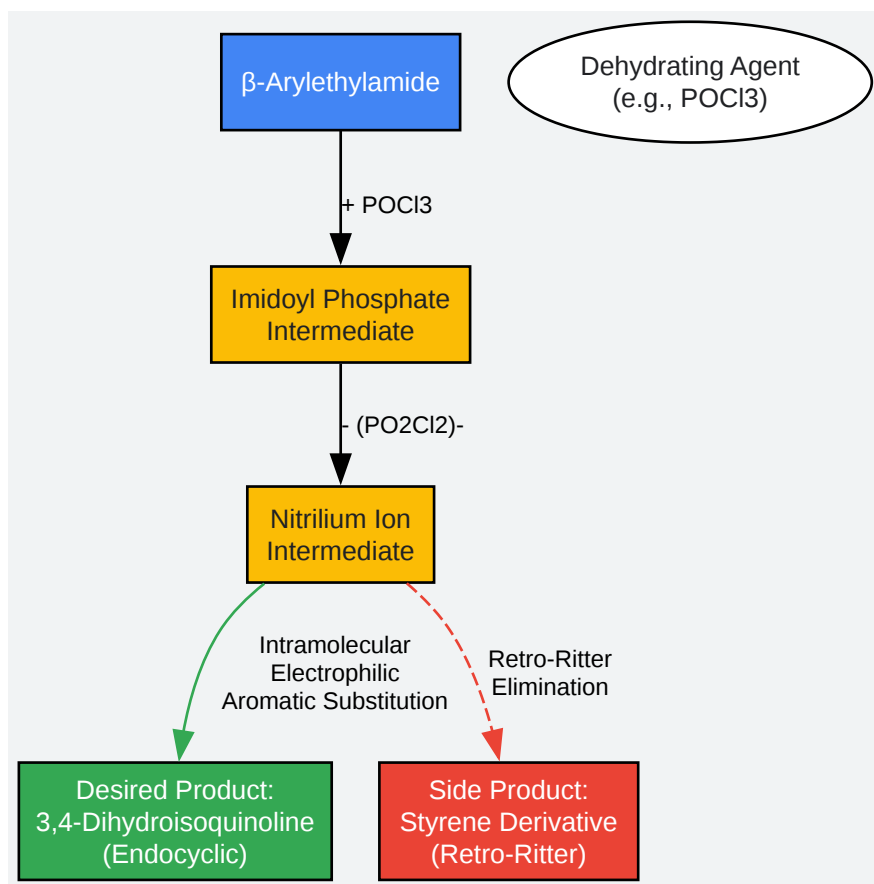 β-Arylethylamide
Dehydrating Agent
(e.g., POCl3)
+ POCl3
Imidoyl Phosphate
Intermediate
- (PO2Cl2)-
Nitrilium Ion
Intermediate
Intramolecular
Electrophilic
Aromatic Substitution
Retro-Ritter
Elimination
Desired Product:
3,4-Dihydroisoquinoline
(Endocyclic)
Side Product:
Styrene Derivative
(Retro-Ritter)